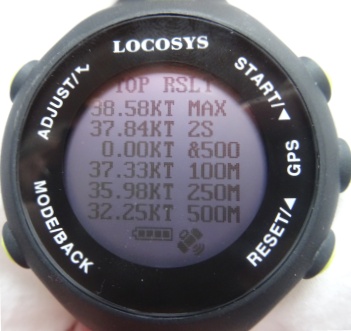 LOCOSYS
ADJUST/
START/▲
TOP RSLT
38.58KT MAX
37.84KT 2S
0.00KT &500
37.33KT 100M
35.98KT 250M
32.25KT 500M
GPS
MODE/BACK
RESET/▲